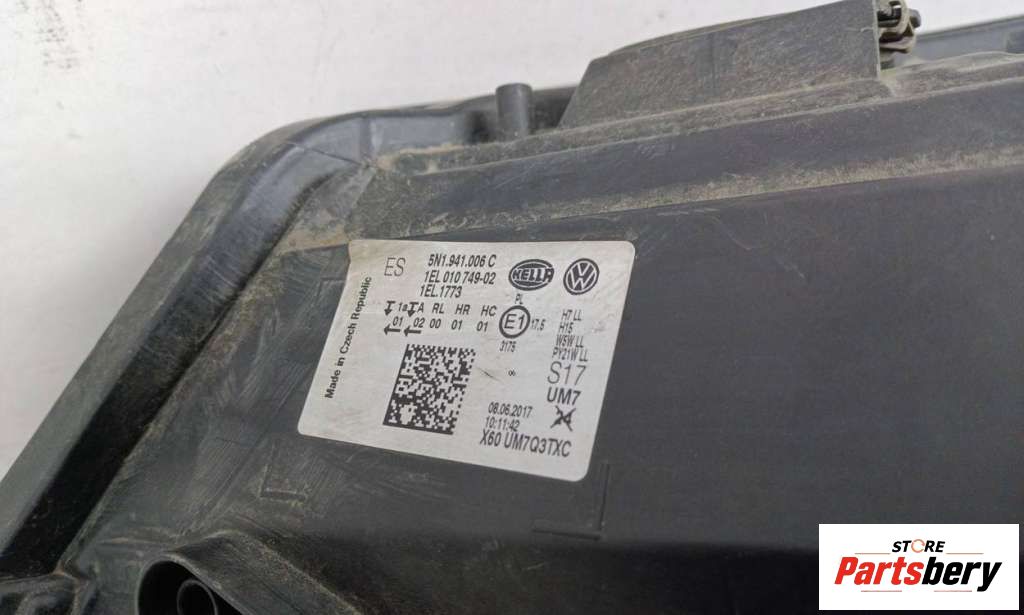 ES
5N1.941.006 C
1EL 010 749-02
1EL.1773
HELLA
VW
Made in Czech Republic
1a A RL HR HC
01 02 00 01 01
PL
E1
17.5
3175
H7 LL
H15
W5W LL
PY21W LL
S17
UM7
08.06.2017
10:11:42
X60 UM7Q3TXC
STORE
Partsbery